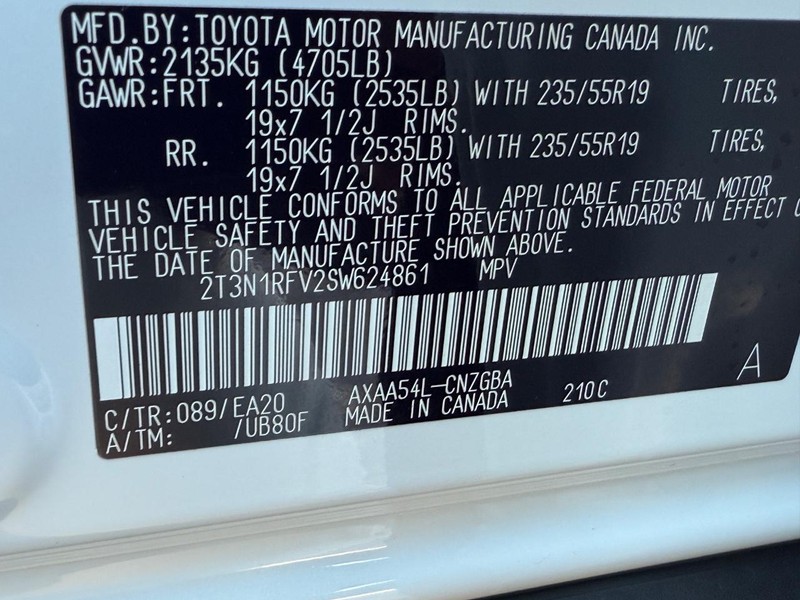 MFD.BY:TOYOTA MOTOR MANUFACTURING CANADA INC.
GVWR:2135KG (4705LB)
GAWR:FRT. 1150KG (2535LB) WITH 235/55R19 TIRES,
19x7 1/2J RIMS.
RR. 1150KG (2535LB) WITH 235/55R19 TIRES,
19x7 1/2J RIMS.
THIS VEHICLE CONFORMS TO ALL APPLICABLE FEDERAL MOTOR
VEHICLE SAFETY AND THEFT PREVENTION STANDARDS IN EFFECT
THE DATE OF MANUFACTURE SHOWN ABOVE.
2T3N1RFV2SW624861 MPV
C/TR:089/EA20 AXAA54L-CNZGBA 210C A
A/TM: /UB80F MADE IN CANADA